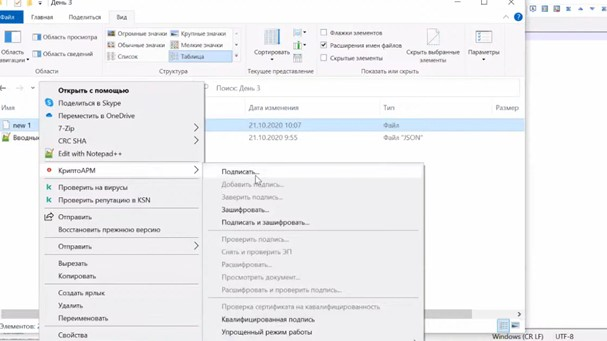 День 3
Файл
Главная
Поделиться
Вид
Область
навигации
Область просмотра
Область сведений
Области
Огромные значки
Крупные значки
Обычные значки
Мелкие значки
Список
Таблица
Структура
Сортировать
Текущее представление
Флажки элементов
Расширения имен файлов
Скрытые элементы
Скрыть выбранные
элементы
Показать или скрыть
Параметры
Поиск: День 3
Имя
Дата изменения
Тип
Размер
new 1
21.10.2020 10:07
Файл
Вводные
21.10.2020 9:55
Файл "JSON"
Открыть с помощью
Поделиться в Skype
Переместить в OneDrive
7-Zip
CRC SHA
Edit with Notepad++
КриптоАРМ
Проверить на вирусы
Проверить репутацию в KSN
Отправить
Восстановить прежнюю версию
Отправить
Вырезать
Копировать
Создать ярлык
Удалить
Переименовать
Свойства
Подписать...
Добавить подпись...
Заверить подпись...
Зашифровать...
Подписать и зашифровать...
Проверить подпись...
Снять и проверить ЭП
Расшифровать...
Просмотреть документ...
Расшифровать и проверить подпись...
Проверка сертификата на квалифицированность
Квалифицированная подпись
Упрощенный режим работы
Элементов: 2
Windows (CR LF)
UTF-8